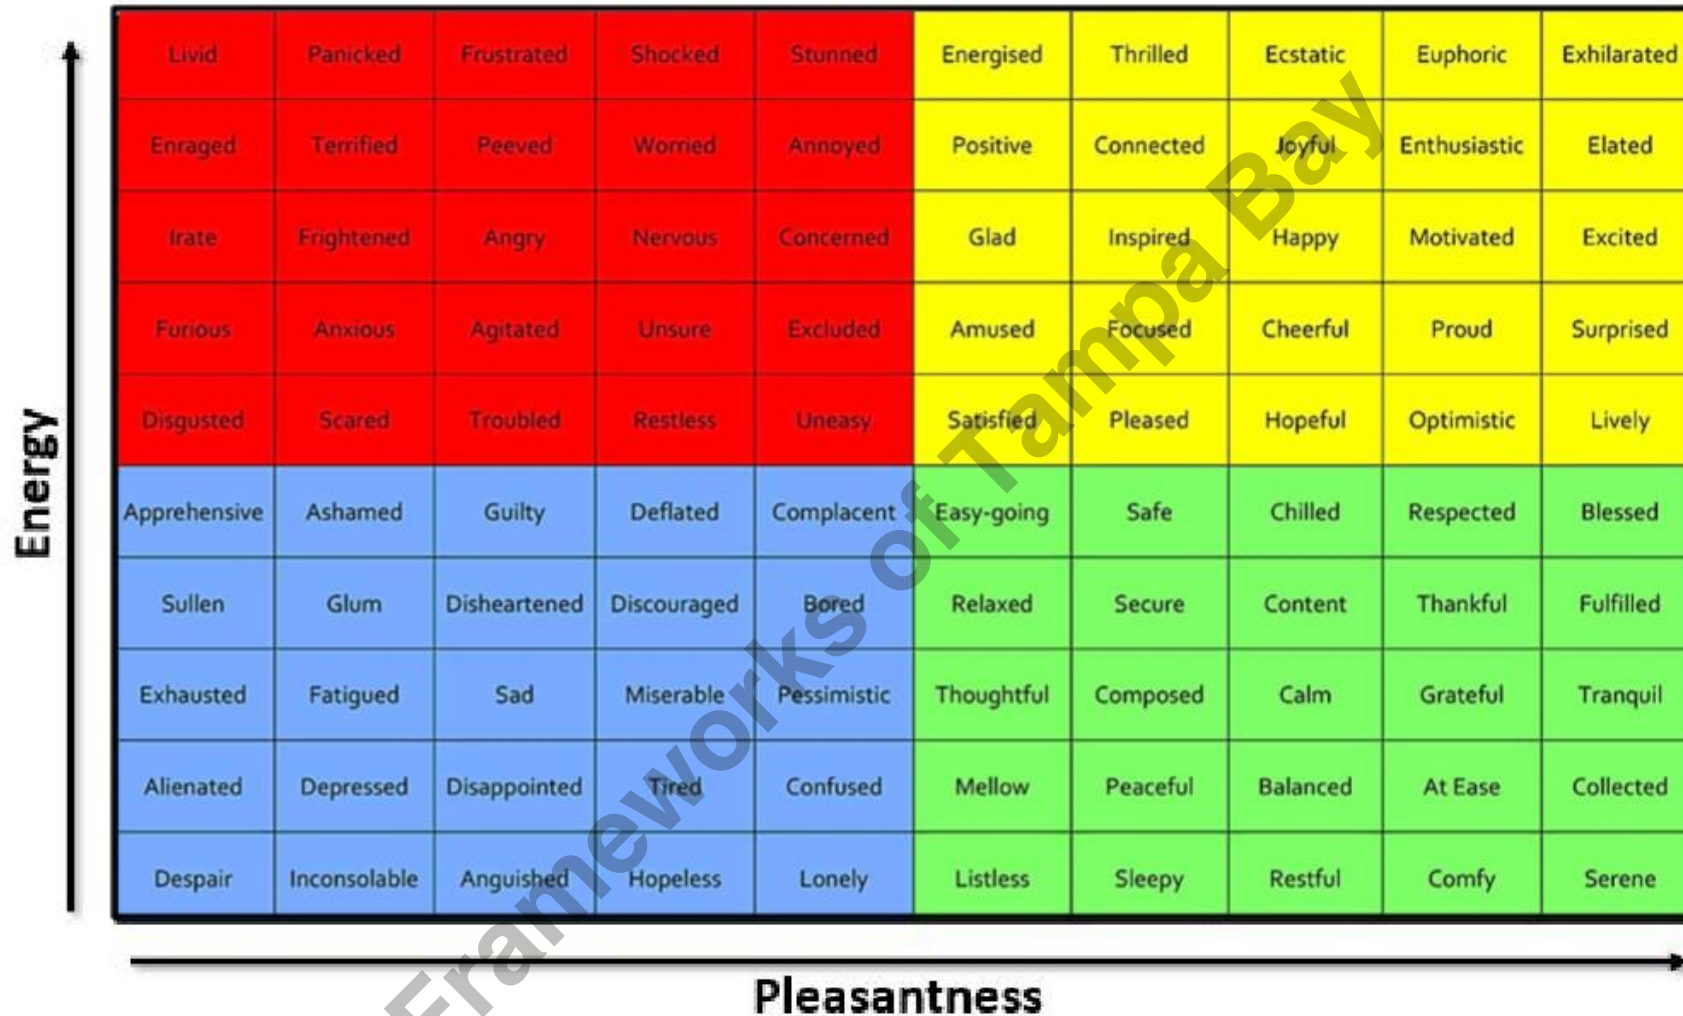 Livid Panicked Frustrated Shocked Stunned Energised Thrilled Ecstatic Euphoric Exhilarated
Enraged Terrified Peeved Worried Annoyed Positive Connected Joyful Enthusiastic Elated
Irate Frightened Angry Nervous Concerned Glad Inspired Happy Motivated Excited
Furious Anxious Agitated Unsure Excluded Amused Focused Cheerful Proud Surprised
Disgusted Scared Troubled Restless Uneasy Satisfied Pleased Hopeful Optimistic Lively
Apprehensive Ashamed Guilty Deflated Complacent Easy-going Safe Chilled Respected Blessed
Sullen Glum Disheartened Discouraged Bored Relaxed Secure Content Thankful Fulfilled
Exhausted Fatigued Sad Miserable Pessimistic Thoughtful Composed Calm Grateful Tranquil
Alienated Depressed Disappointed Tired Confused Mellow Peaceful Balanced At Ease Collected
Despair Inconsolable Anguished Hopeless Lonely Listless Sleepy Restful Comfy Serene
Energy
Pleasantness
Frameworks of Tampa Bay